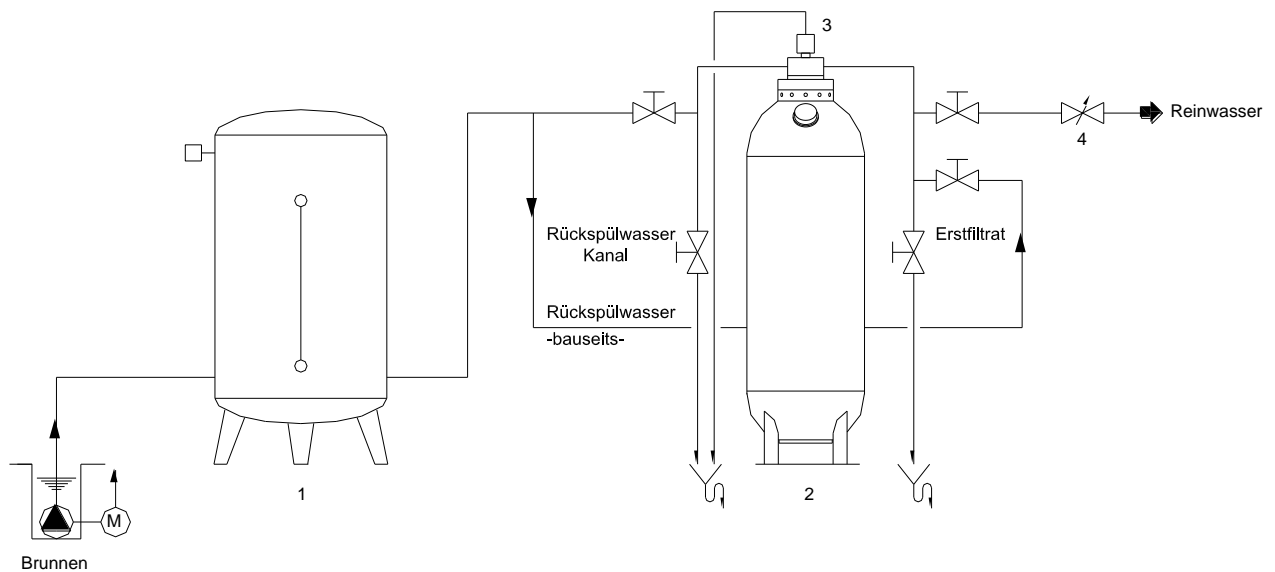 3
Reinwasser
4
Rückspülwasser
Kanal
Erstfiltrat
Rückspülwasser
-bauseits-
1
2
M
Brunnen